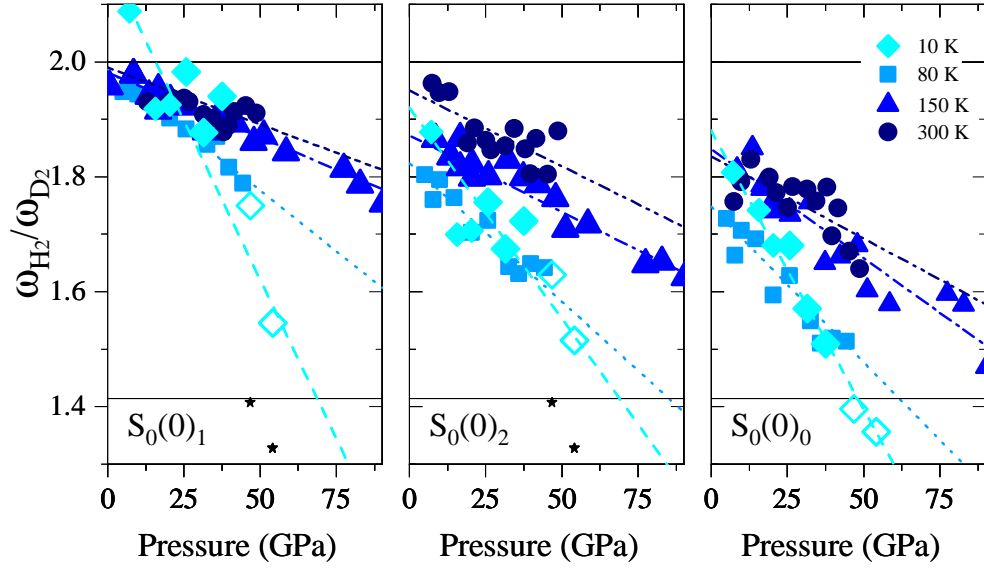 ω_H2/ω_D2
2.0
1.8
1.6
1.4
S₀(0)₁
S₀(0)₂
S₀(0)₀
10 K
80 K
150 K
300 K
0 25 50 75
0 25 50 75
0 25 50 75
Pressure (GPa)
Pressure (GPa)
Pressure (GPa)